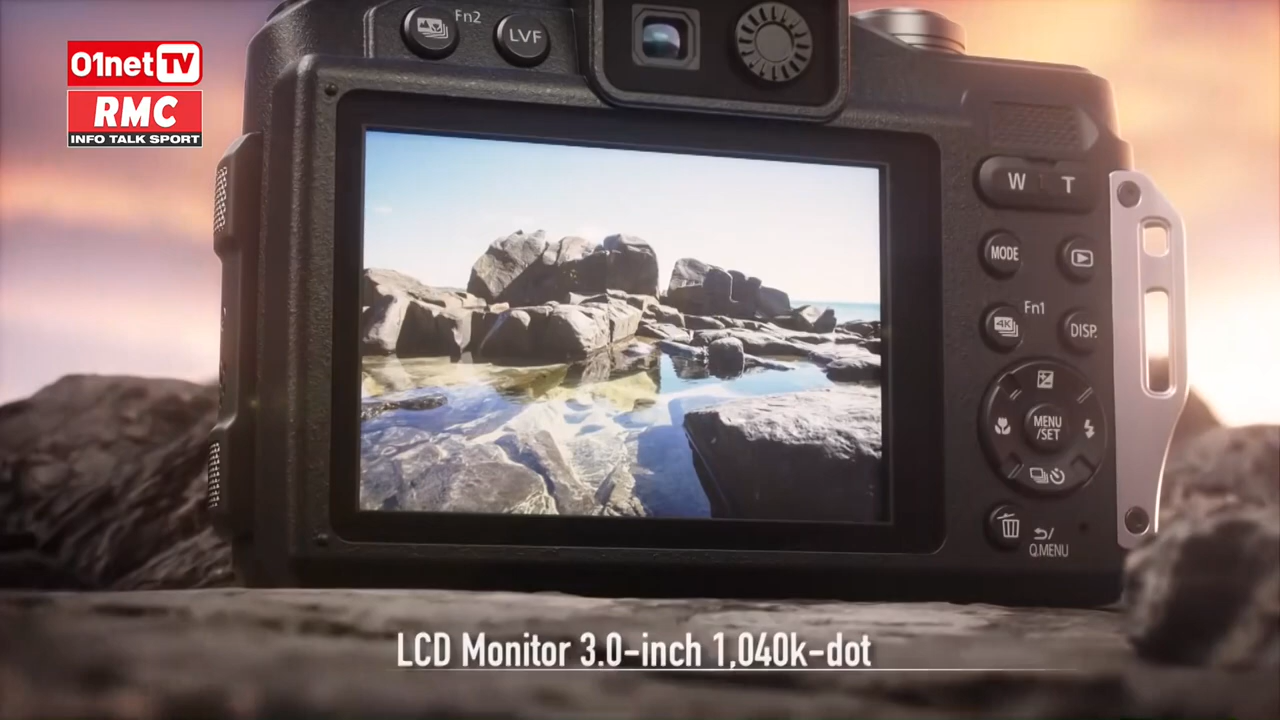 01net TV
RMC
INFO TALK SPORT
Fn2
LVF
W T
MODE
Fn1
4K
DISP.
MENU
/SET
Q.MENU
LCD Monitor 3.0-inch 1,040k-dot